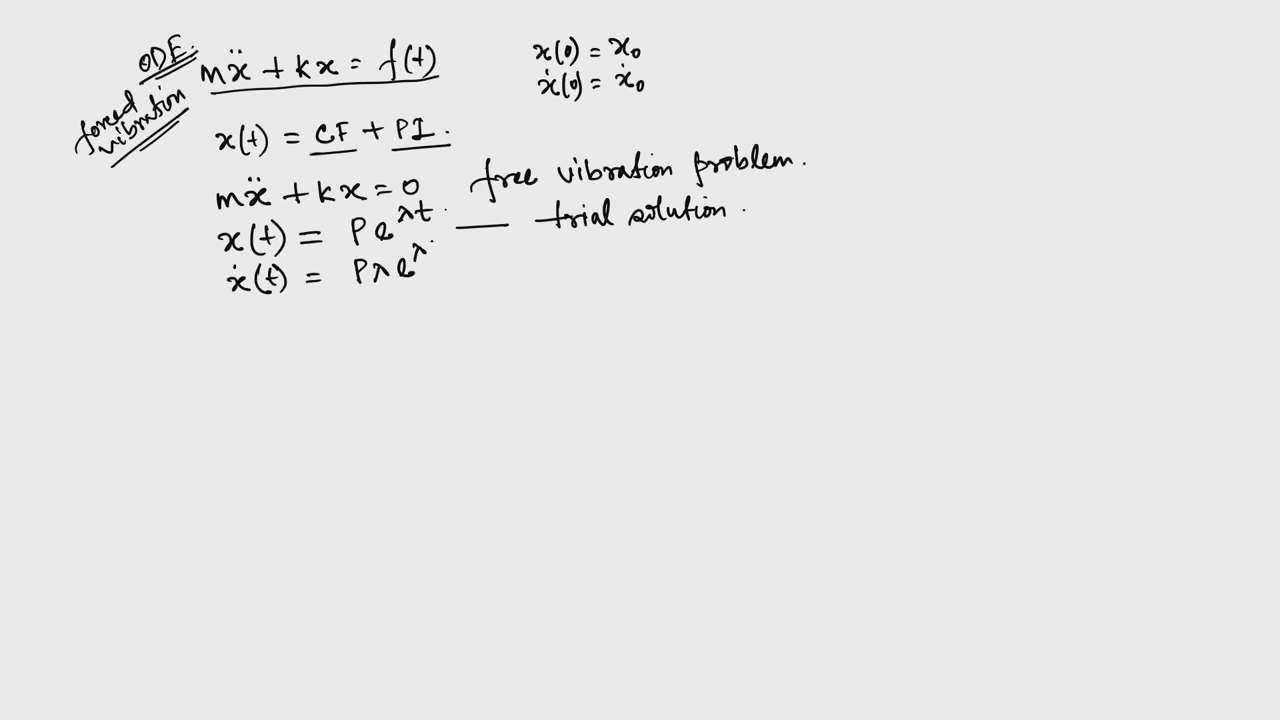 ODE.
forced vibration
mẍ + kx = f(t)
x(0) = x₀
ẋ(0) = ẋ₀
x(t) = CF + PI.
mẍ + kx = 0 free vibration problem.
x(t) = Pe^λt. — trial solution.
ẋ(t) = Pλe^λ